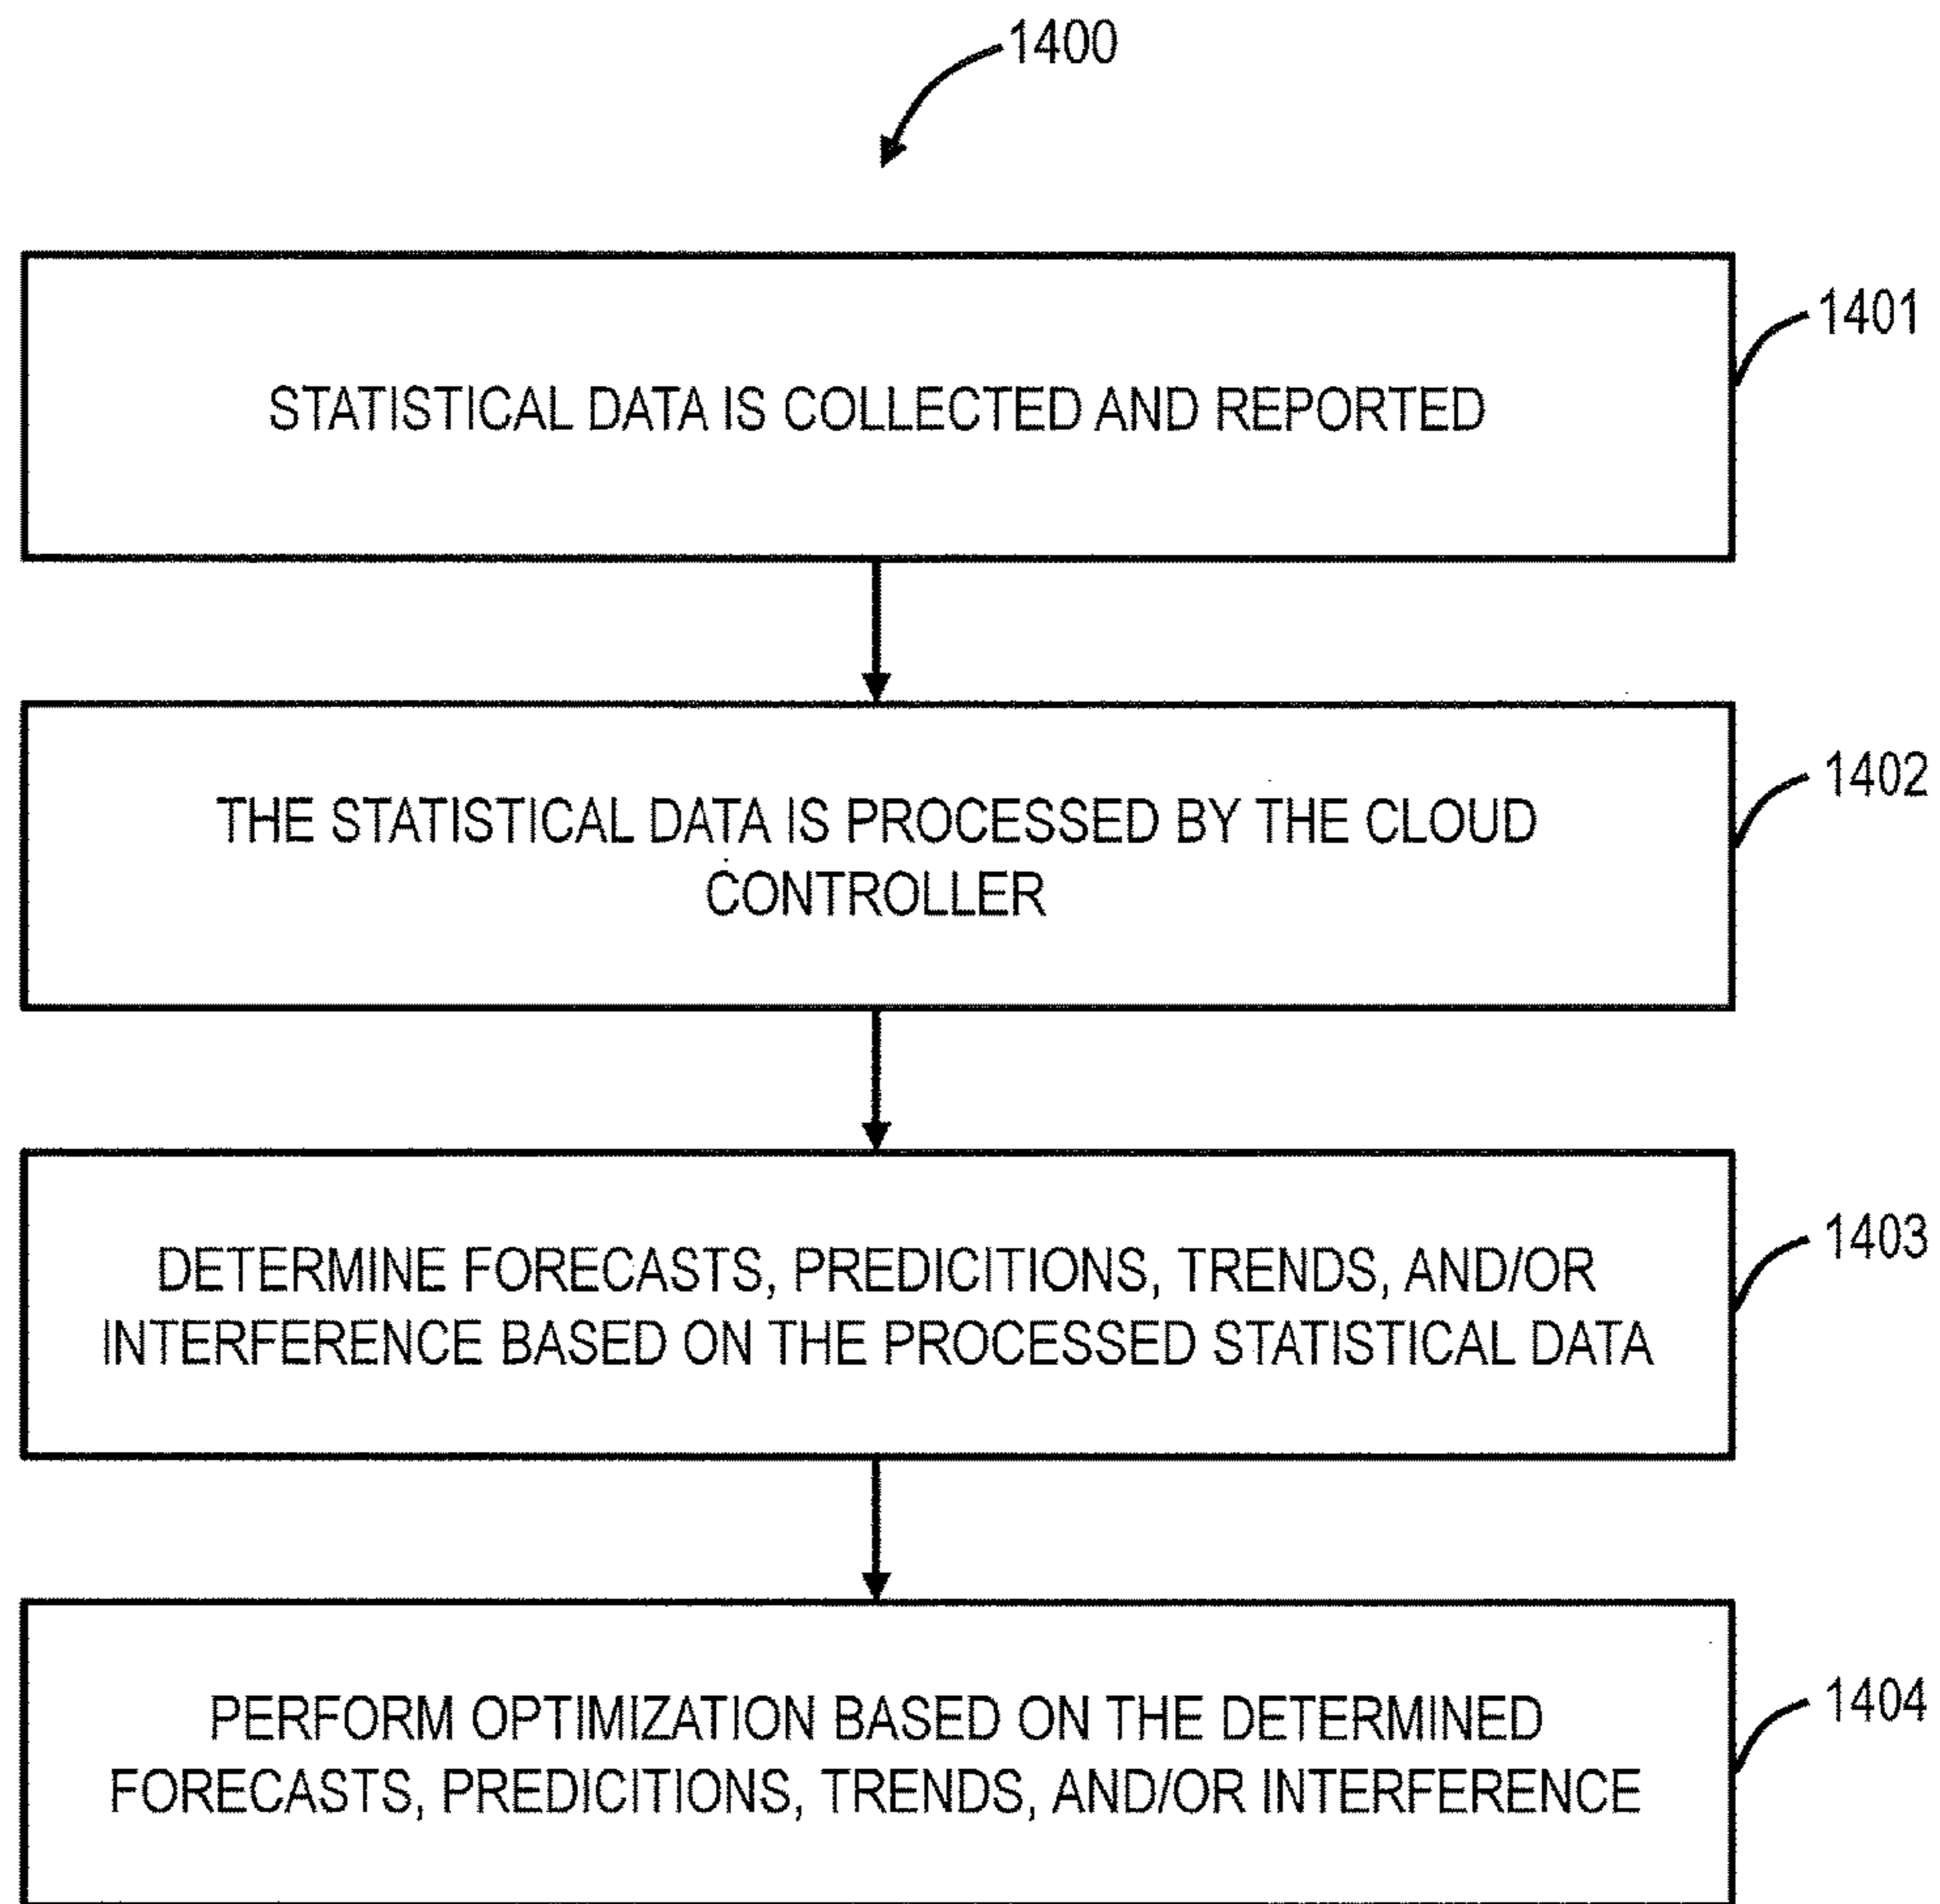 1400
STATISTICAL DATA IS COLLECTED AND REPORTED
1401
THE STATISTICAL DATA IS PROCESSED BY THE CLOUD
CONTROLLER
1402
DETERMINE FORECASTS, PREDICITIONS, TRENDS, AND/OR
INTERFERENCE BASED ON THE PROCESSED STATISTICAL DATA
1403
PERFORM OPTIMIZATION BASED ON THE DETERMINED
FORECASTS, PREDICITIONS, TRENDS, AND/OR INTERFERENCE
1404